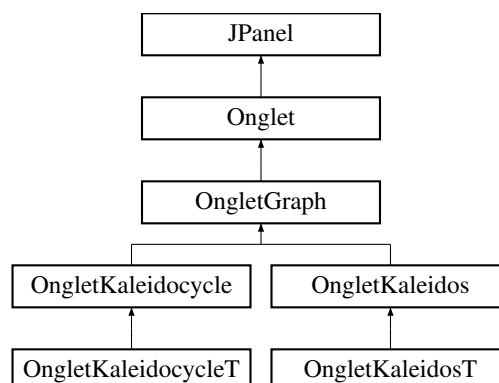 JPanel
Onglet
OngletGraph
OngletKaleidocycle
OngletKaleidos
OngletKaleidocycleT
OngletKaleidosT